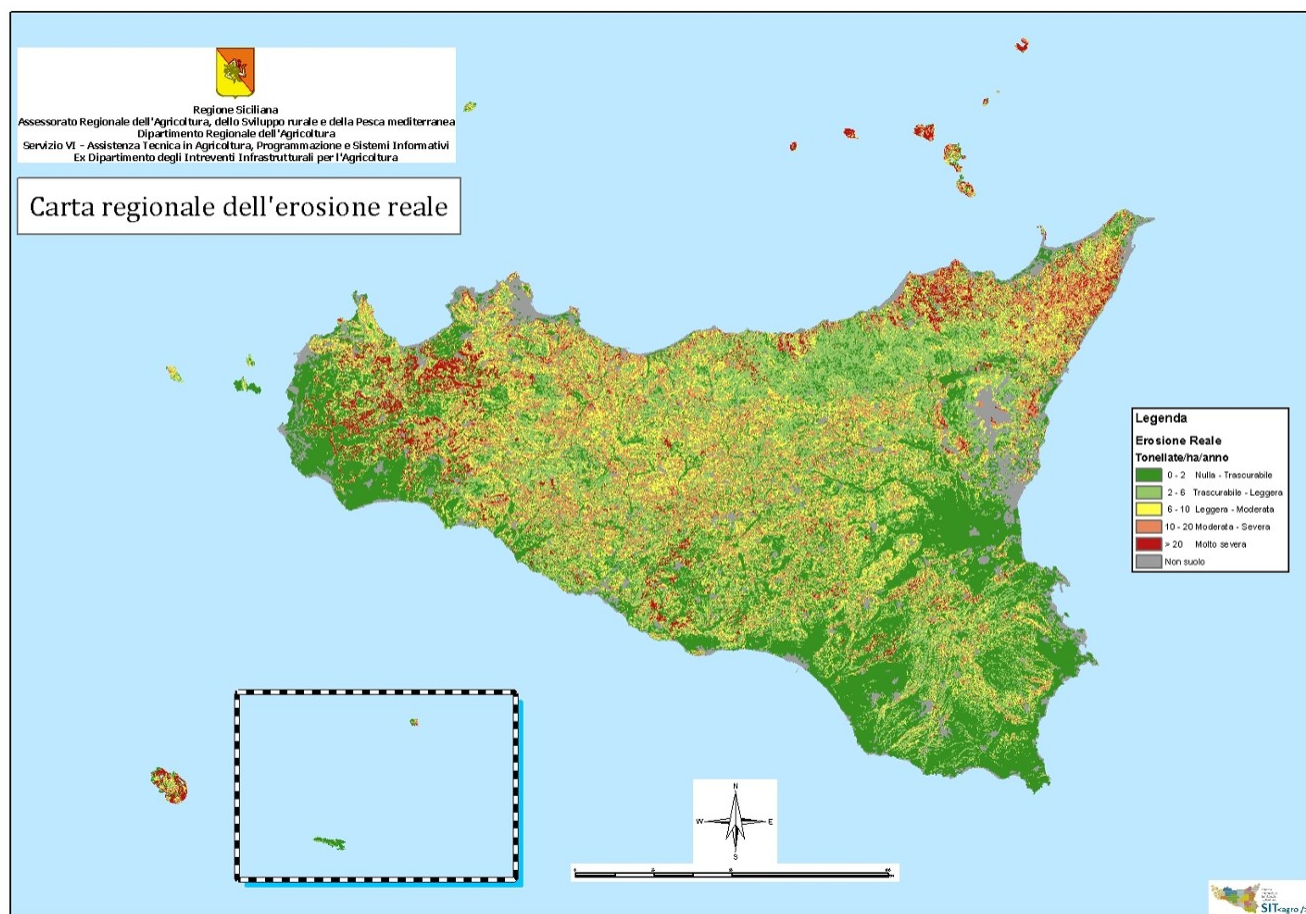 Regione Siciliana
Assessorato Regionale dell'Agricoltura, dello Sviluppo rurale e della Pesca mediterranea
Dipartimento Regionale dell'Agricoltura
Servizio VI - Assistenza Tecnica in Agricoltura, Programmazione e Sistemi Informativi
Ex Dipartimento degli Intreventi Infrastrutturali per l'Agricoltura
Carta regionale dell'erosione reale
Legenda
Erosione Reale
Tonellate/ha/anno
0 - 2 Nulla - Trascurabile
2 - 6 Trascurabile - Leggera
6 - 10 Leggera - Moderata
10 - 20 Moderata - Severa
> 20 Molto severa
Non suolo
N
W E
S
SIT